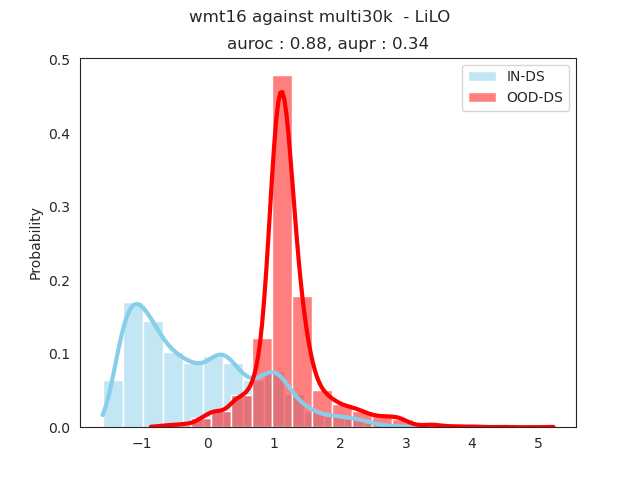 wmt16 against multi30k - LiLO
auroc : 0.88, aupr : 0.34
IN-DS
OOD-DS
Probability
0.5
0.4
0.3
0.2
0.1
0.0
−1 0 1 2 3 4 5